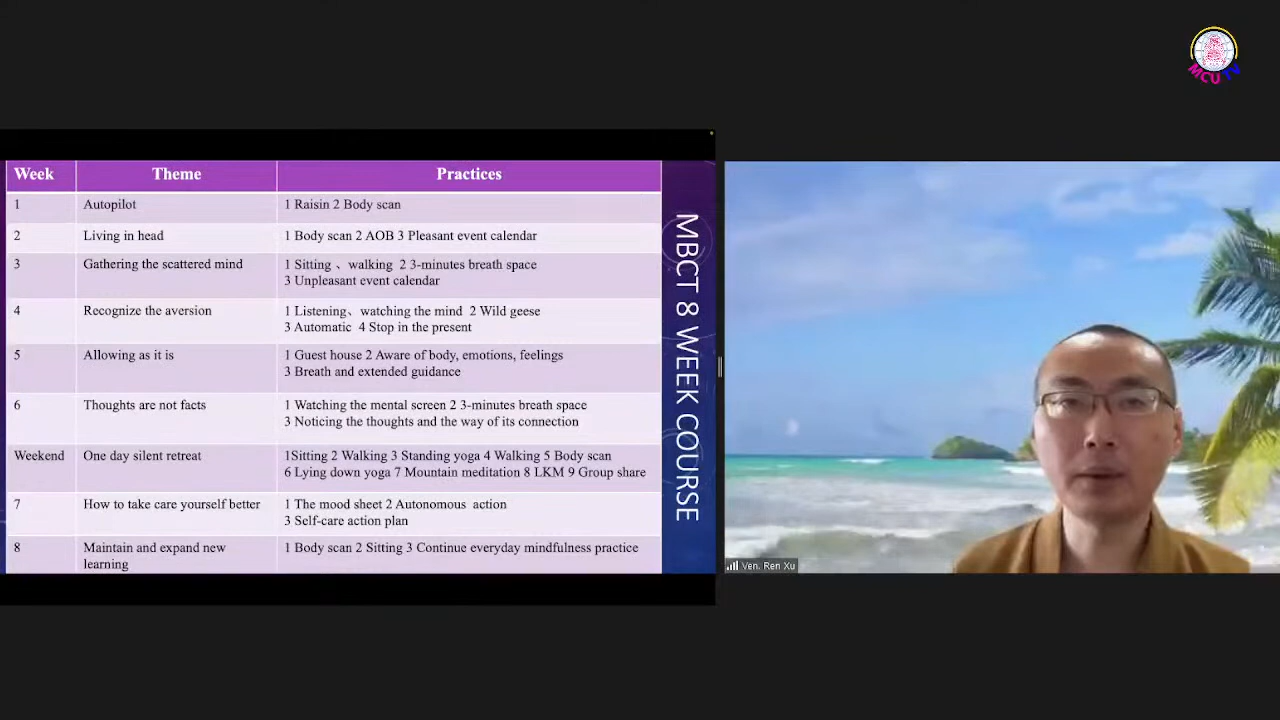 MCU TV
Week Theme Practices
1 Autopilot 1 Raisin 2 Body scan
2 Living in head 1 Body scan 2 AOB 3 Pleasant event calendar
3 Gathering the scattered mind 1 Sitting 、walking 2 3-minutes breath space
3 Unpleasant event calendar
4 Recognize the aversion 1 Listening、watching the mind 2 Wild geese
3 Automatic 4 Stop in the present
5 Allowing as it is 1 Guest house 2 Aware of body, emotions, feelings
3 Breath and extended guidance
6 Thoughts are not facts 1 Watching the mental screen 2 3-minutes breath space
3 Noticing the thoughts and the way of its connection
Weekend One day silent retreat 1Sitting 2 Walking 3 Standing yoga 4 Walking 5 Body scan
6 Lying down yoga 7 Mountain meditation 8 LKM 9 Group share
7 How to take care yourself better 1 The mood sheet 2 Autonomous action
3 Self-care action plan
8 Maintain and expand new 1 Body scan 2 Sitting 3 Continue everyday mindfulness practice
learning
MBCT 8 WEEK COURSE
Ven. Ren Xu